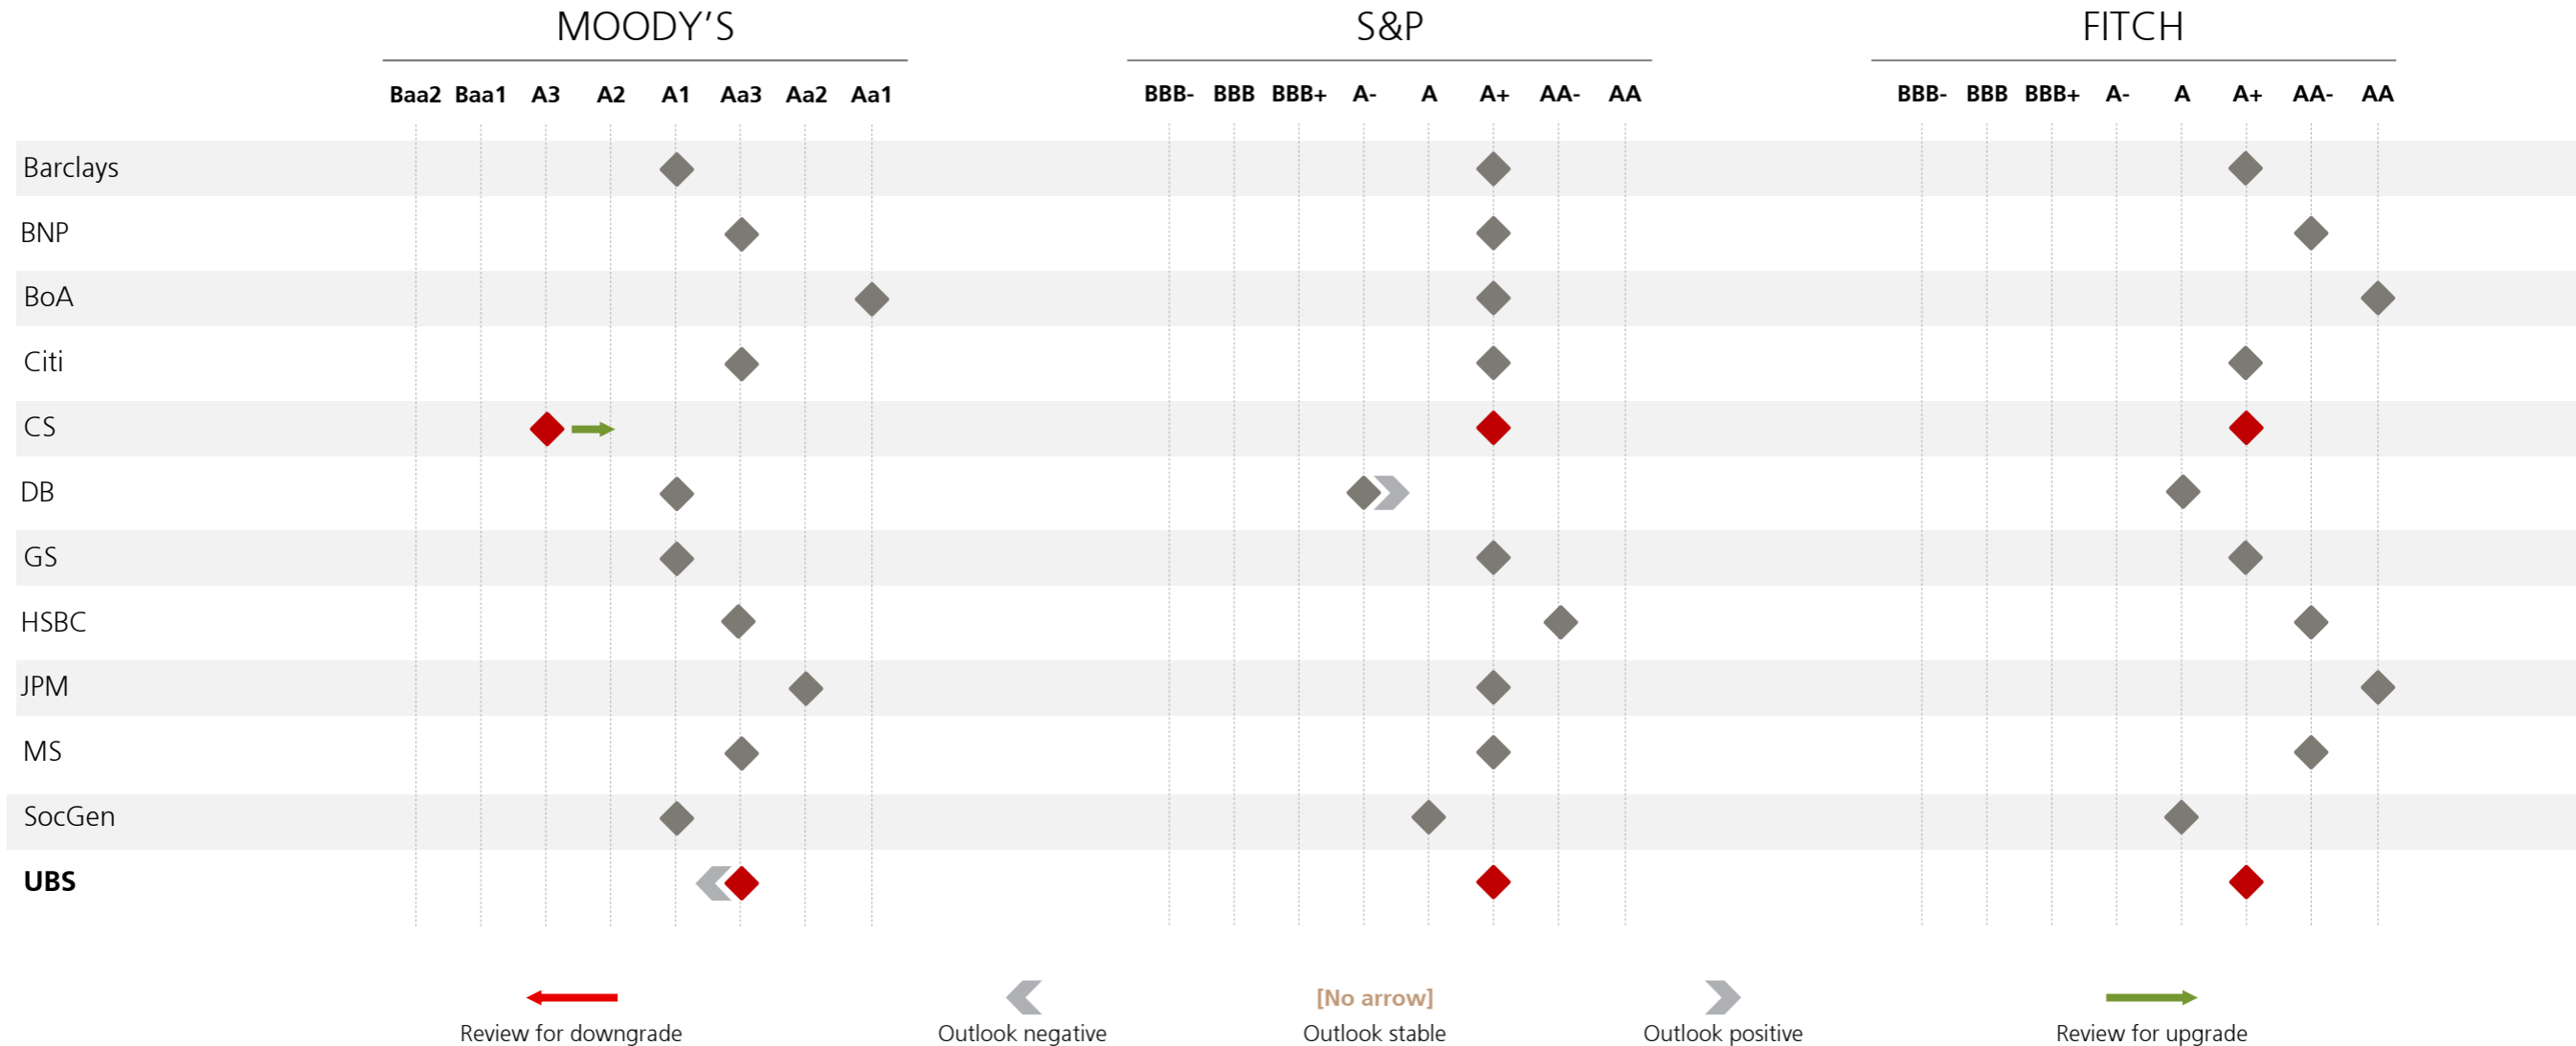 MOODY’S S&P FITCH
Baa2 Baa1 A3 A2 A1 Aa3 Aa2 Aa1 BBB- BBB BBB+ A- A A+ AA- AA BBB- BBB BBB+ A- A A+ AA- AA
Barclays
BNP
BoA
Citi
CS
DB
GS
HSBC
JPM
MS
SocGen
UBS
[No arrow]
Review for downgrade Outlook negative Outlook stable Outlook positive Review for upgrade